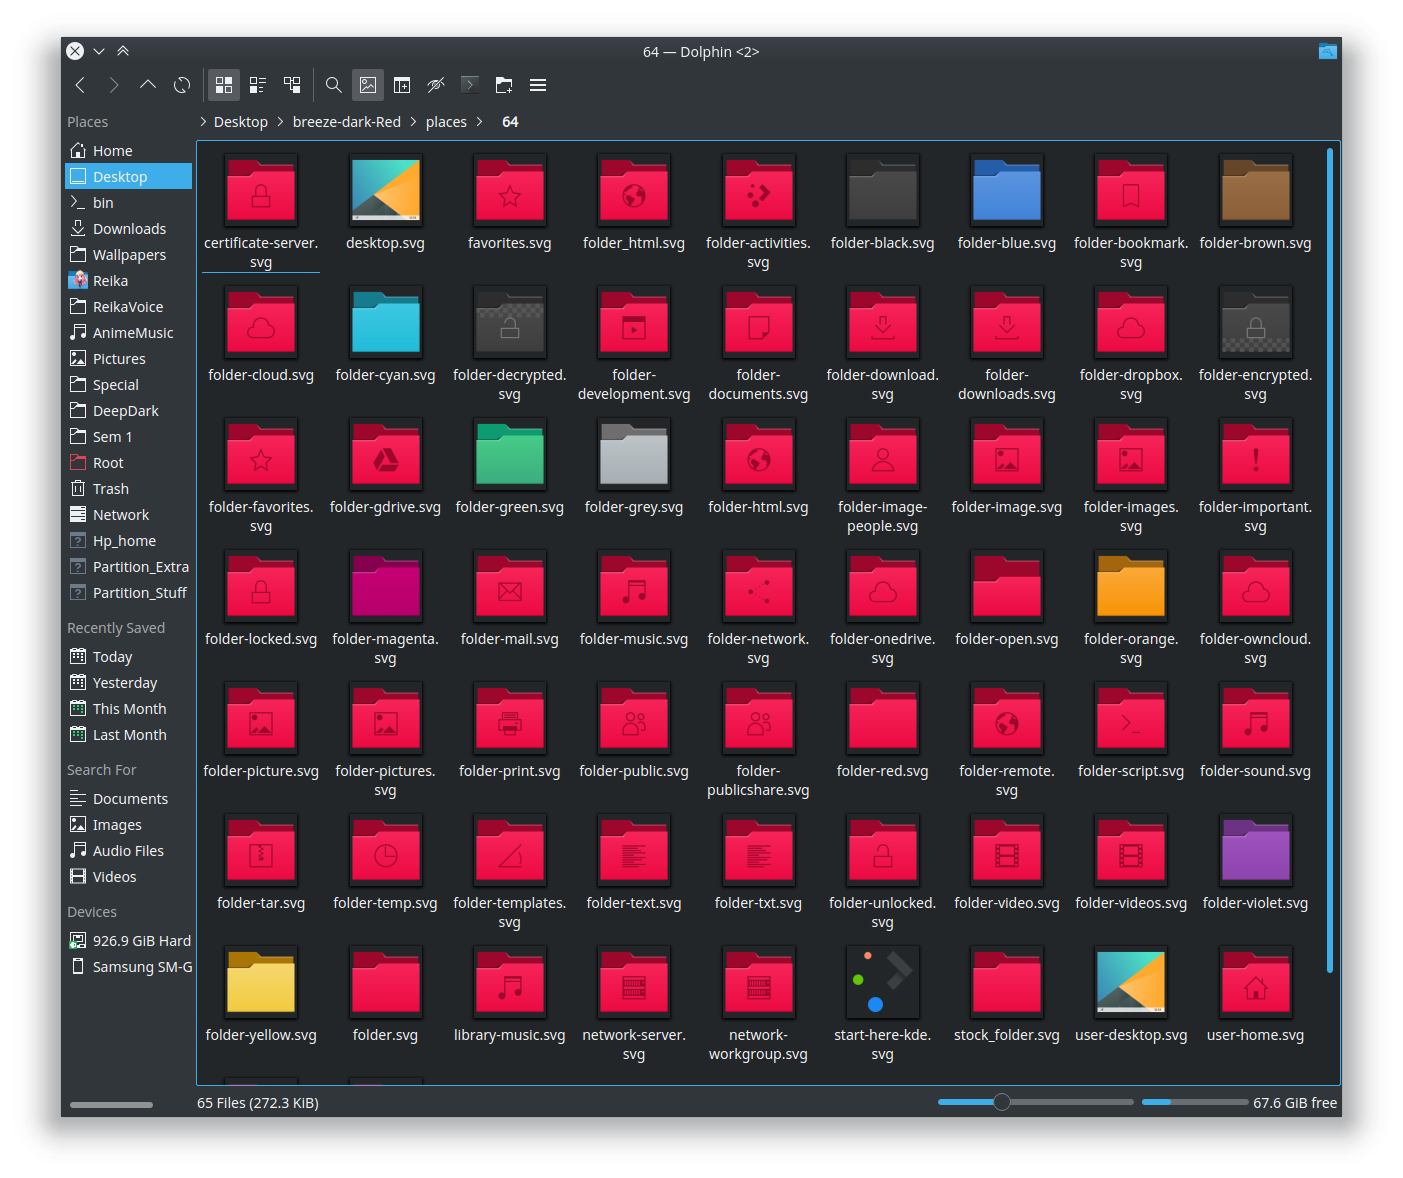 64 — Dolphin <2>
Places
Desktop
breeze-dark-Red
places
64
Home
Desktop
bin
Downloads
Wallpapers
Reika
ReikaVoice
AnimeMusic
Pictures
Special
DeepDark
Sem 1
Root
Trash
Network
Hp_home
Partition_Extra
Partition_Stuff
Recently Saved
Today
Yesterday
This Month
Last Month
Search For
Documents
Images
Audio Files
Videos
Devices
926.9 GiB Hard
Samsung SM-G
certificate-server.
svg
desktop.svg
favorites.svg
folder_html.svg
folder-activities.
svg
folder-black.svg
folder-blue.svg
folder-bookmark.
svg
folder-brown.svg
folder-cloud.svg
folder-cyan.svg
folder-decrypted.
svg
folder-
development.svg
folder-
documents.svg
folder-download.
svg
folder-
downloads.svg
folder-dropbox.
svg
folder-encrypted.
svg
folder-favorites.
svg
folder-gdrive.svg
folder-green.svg
folder-grey.svg
folder-html.svg
folder-image-
people.svg
folder-image.svg
folder-images.
svg
folder-important.
svg
folder-locked.svg
folder-magenta.
svg
folder-mail.svg
folder-music.svg
folder-network.
svg
folder-onedrive.
svg
folder-open.svg
folder-orange.
svg
folder-owncloud.
svg
folder-picture.svg
folder-pictures.
svg
folder-print.svg
folder-public.svg
folder-
publicshare.svg
folder-red.svg
folder-remote.
svg
folder-script.svg
folder-sound.svg
folder-tar.svg
folder-temp.svg
folder-templates.
svg
folder-text.svg
folder-txt.svg
folder-unlocked.
svg
folder-video.svg
folder-videos.svg
folder-violet.svg
folder-yellow.svg
folder.svg
library-music.svg
network-server.
svg
network-
workgroup.svg
start-here-kde.
svg
stock_folder.svg
user-desktop.svg
user-home.svg
65 Files (272.3 KiB)
67.6 GiB free